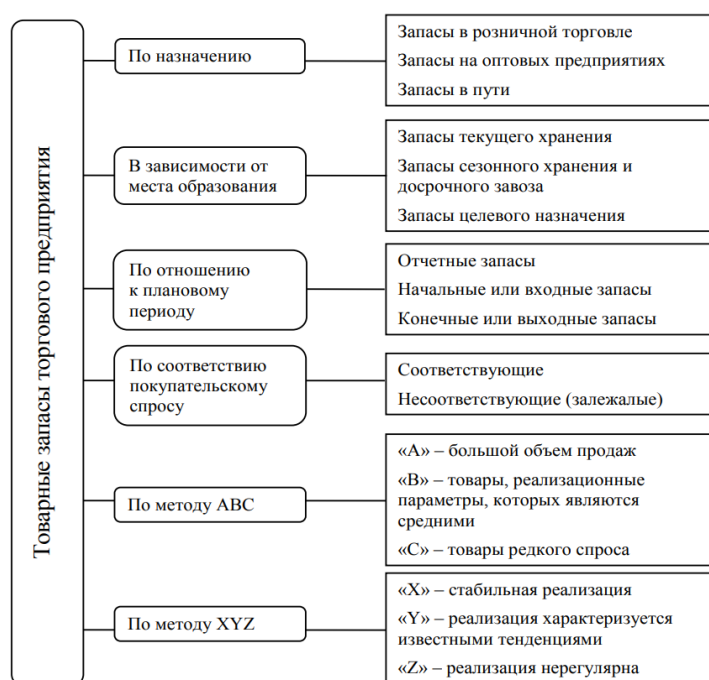 Товарные запасы торгового предприятия
По назначению
Запасы в розничной торговле
Запасы на оптовых предприятиях
Запасы в пути
В зависимости от
места образования
Запасы текущего хранения
Запасы сезонного хранения и
досрочного завоза
Запасы целевого назначения
По отношению
к плановому
периоду
Отчетные запасы
Начальные или входные запасы
Конечные или выходные запасы
По соответствию
покупательскому
спросу
Соответствующие
Несоответствующие (залежалые)
По методу АВС
«А» – большой объем продаж
«В» – товары, реализационные
параметры, которых являются
средними
«С» – товары редкого спроса
По методу XYZ
«X» – стабильная реализация
«Y» – реализация характеризуется
известными тенденциями
«Z» – реализация нерегулярна